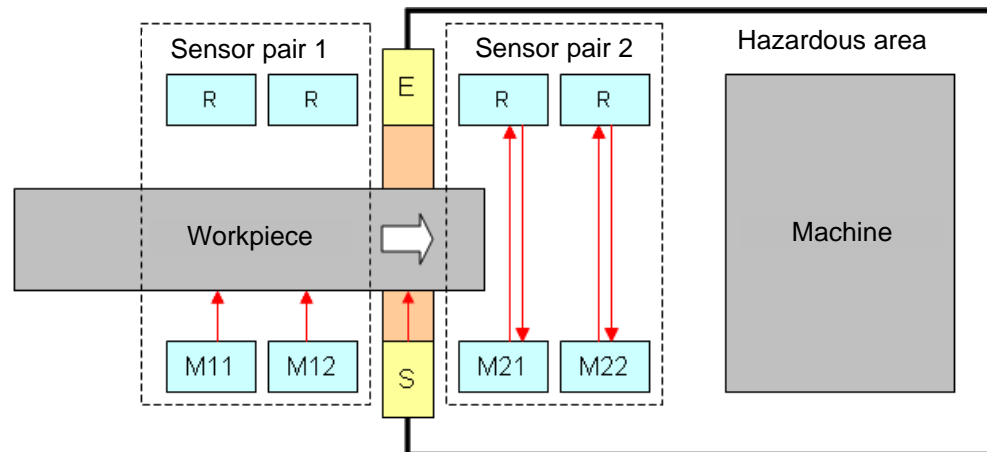 Sensor pair 1
Sensor pair 2
Hazardous area
R
R
E
R
R
Workpiece
Machine
M11
M12
S
M21
M22